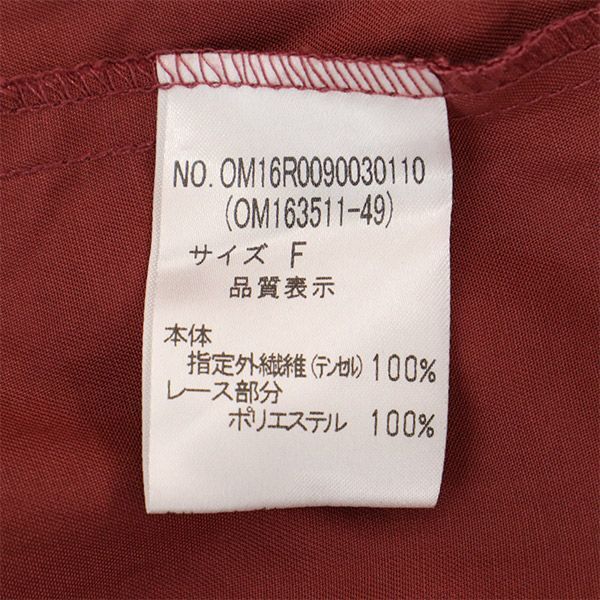 NO.OM16R0090030110
(OM163511-49)
サイズ F
品質表示
本体
指定外繊維(テンセル)100%
レース部分
ポリエステル 100%